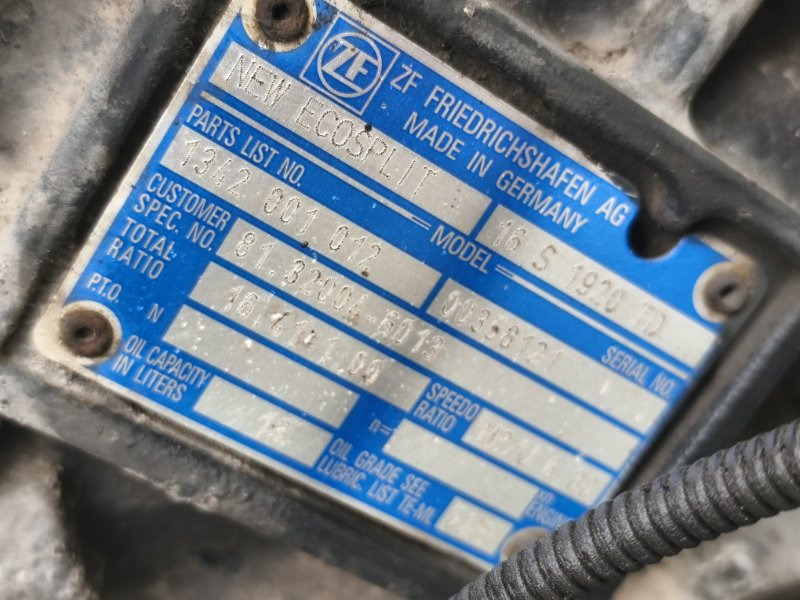 ZF
ZF FRIEDRICHSHAFEN AG
MADE IN GERMANY
NEW ECOSPLIT 16 S 1920 TD
PARTS LIST NO. MODEL SERIAL NO.
1342 001 012 00398121
CUSTOMER SPEC. NO. 81.32004-6013
TOTAL RATIO 16,41-1.00
P.T.O. N n= SPEEDO RATIO
OIL CAPACITY IN LITERS
OIL GRADE SEE LUBRIC. LIST TE-ML
ENGINE